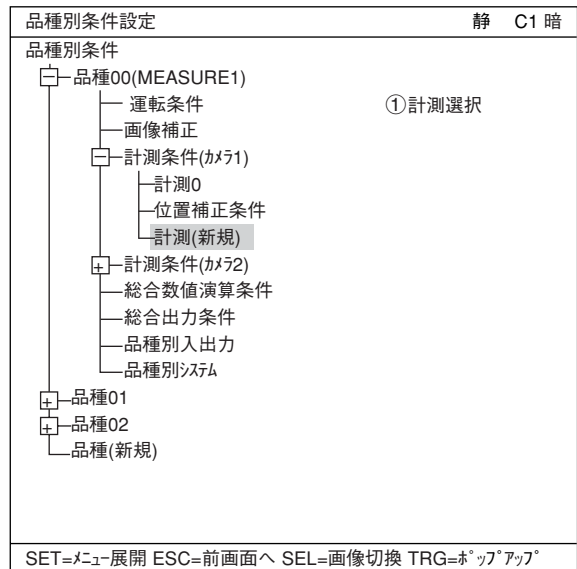 品種別条件設定 静 C1 暗
品種別条件
品種00(MEASURE1)
運転条件 ①計測選択
画像補正
計測条件(ｶﾒﾗ1)
計測0
位置補正条件
計測(新規)
計測条件(ｶﾒﾗ2)
総合数値演算条件
総合出力条件
品種別入出力
品種別ｼｽﾃﾑ
品種01
品種02
品種(新規)
SET=ﾒﾆｭｰ展開 ESC=前画面へ SEL=画像切換 TRG=ﾎﾟｯﾌﾟｱｯﾌﾟ